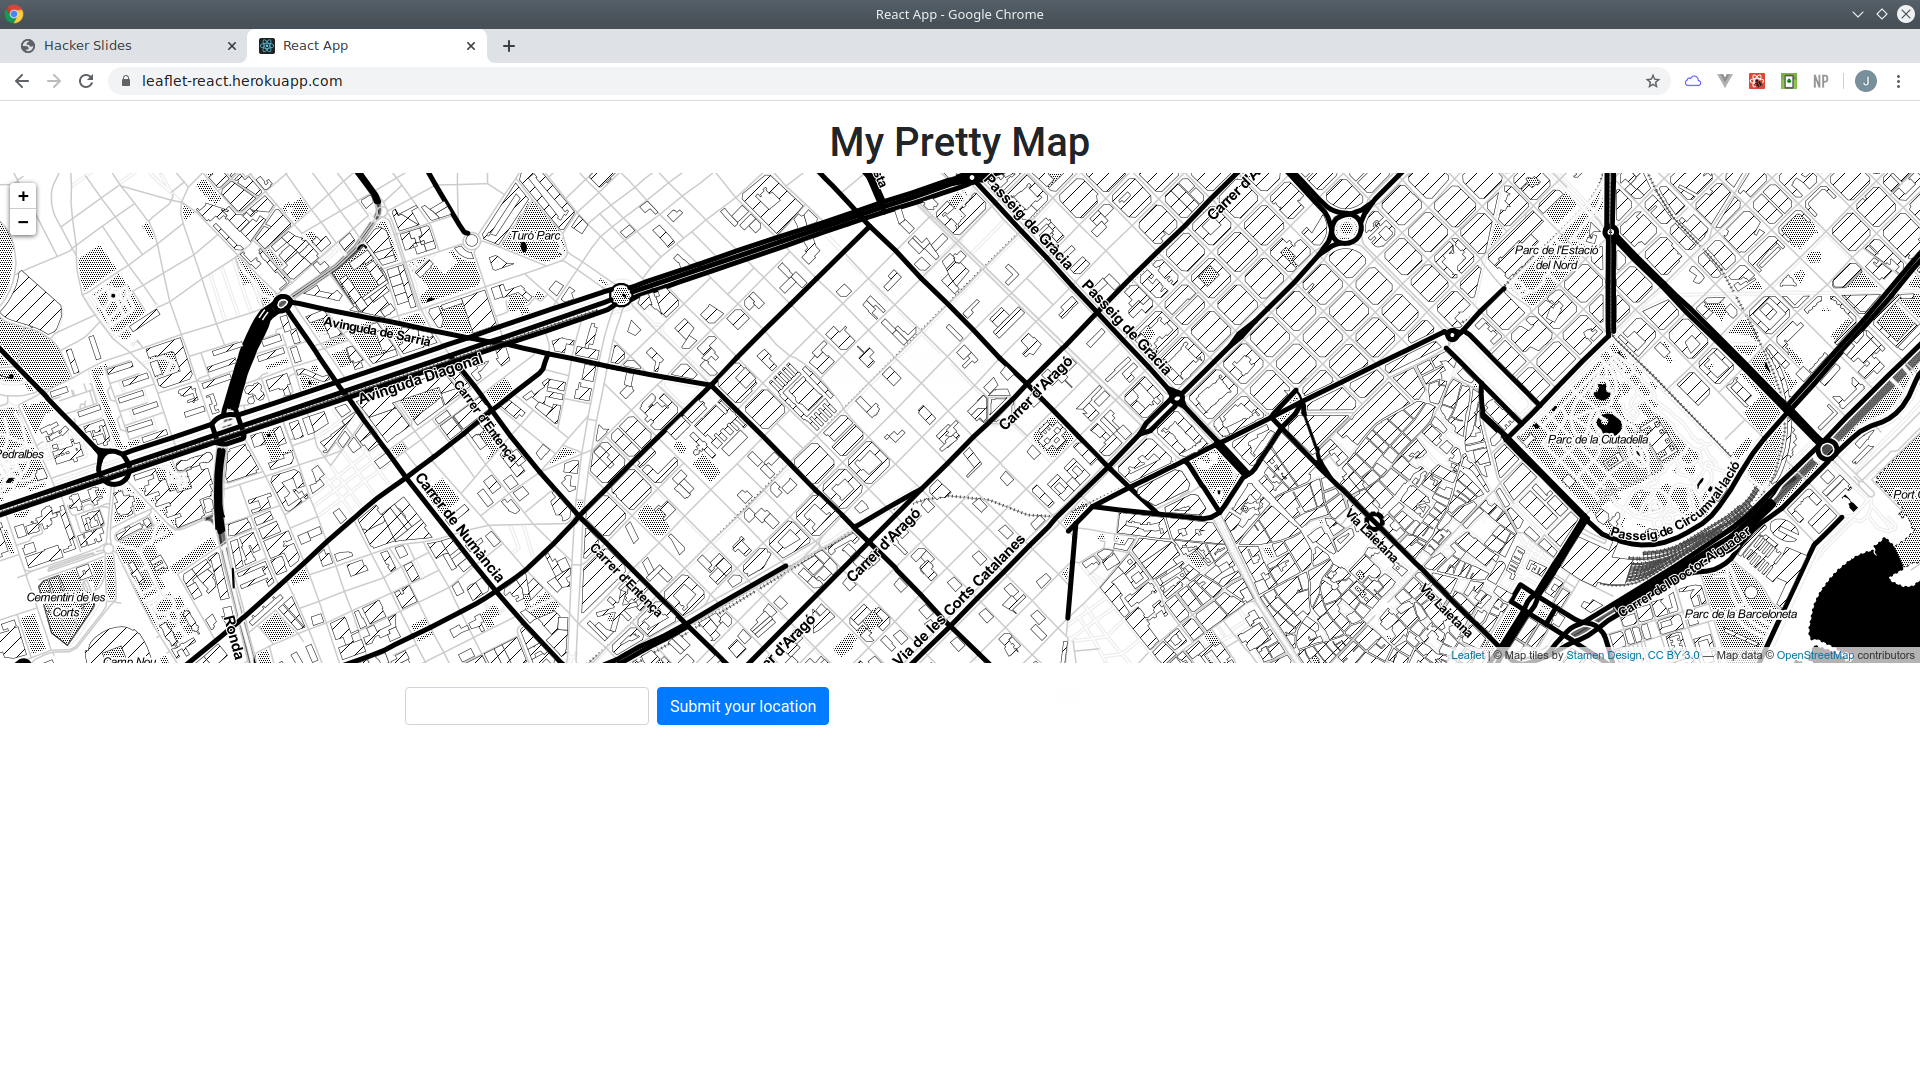 React App - Google Chrome
Hacker Slides
React App
leaflet-react.herokuapp.com
NP
J
My Pretty Map
+
−
Turó Parc
Passeig de Gràcia
Carrer d'A
Parc de l'Estació
del Nord
Avinguda de Sarrià
Avinguda Diagonal
Passeig de Gràcia
Carrer d'Entença
Carrer d'Aragó
Pedralbes
Parc de la Ciutadella
Carrer de Numància
Port
Passeig de Circumval·lació
Via Laietana
Carrer d'Aragó
Carrer d'Entença
Via de les Corts Catalanes
Carrer del Doctor Aiguader
Cementiri de les
Corts
Via Laietana
Parc de la Barceloneta
Ronda
er d'Aragó
Camp Nou
Leaflet | © Map tiles by Stamen Design, CC BY 3.0 — Map data © OpenStreetMap contributors
Submit your location